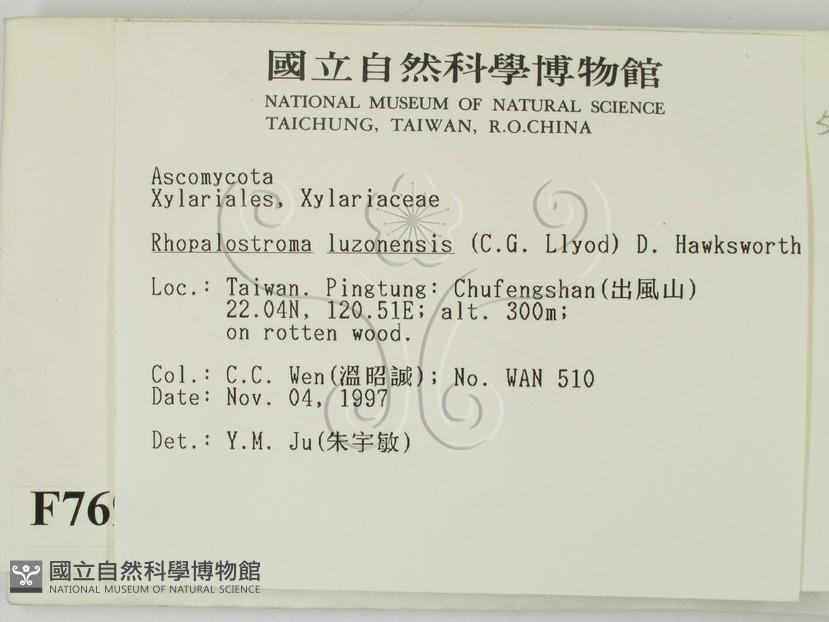 國立自然科學博物館
NATIONAL MUSEUM OF NATURAL SCIENCE
TAICHUNG, TAIWAN, R.O.CHINA
Ascomycota
Xylariales, Xylariaceae
Rhopalostroma luzonensis (C.G. Llyod) D. Hawksworth
Loc.: Taiwan. Pingtung: Chufengshan(出風山)
22.04N, 120.51E; alt. 300m;
on rotten wood.
Col.: C.C. Wen(溫昭誠); No. WAN 510
Date: Nov. 04, 1997
Det.: Y.M. Ju(朱宇敏)
國立自然科學博物館
NATIONAL MUSEUM OF NATURAL SCIENCE